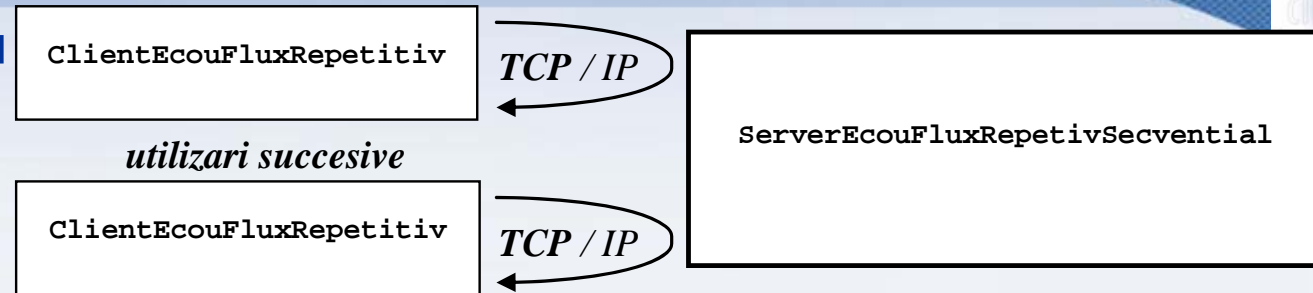 ClientEcouFluxRepetitiv
TCP / IP
ServerEcouFluxRepetivSecvential
utilizari succesive
ClientEcouFluxRepetitiv
TCP / IP